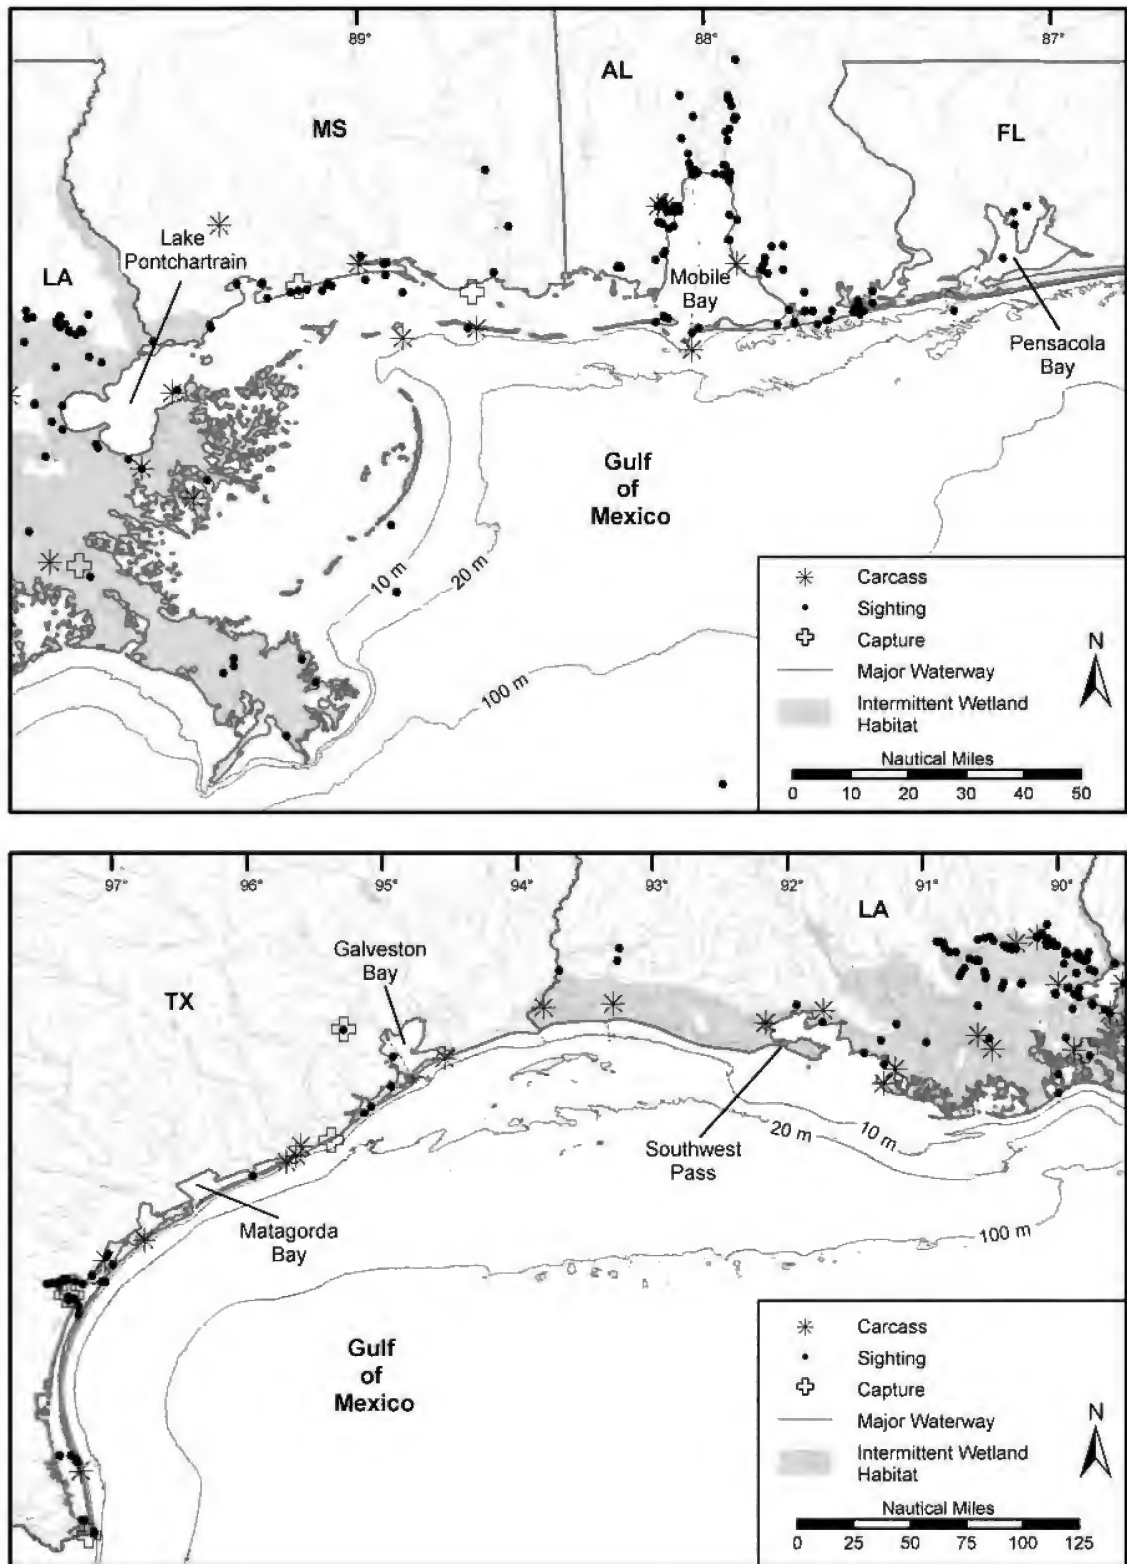 89°
88°
87°
AL
MS
FL
Lake
Pontchartrain
LA
Mobile
Bay
Pensacola
Bay
Gulf
of
Mexico
10 m
20 m
100 m
Carcass
Sighting
Capture
Major Waterway
Intermittent Wetland
Habitat
N
Nautical Miles
0 10 20 30 40 50
97° 96° 95° 94° 93° 92° 91° 90°
LA
Galveston
Bay
TX
Southwest
Pass
20 m
10 m
Matagorda
Bay
100 m
Gulf
of
Mexico
Carcass
Sighting
Capture
Major Waterway
Intermittent Wetland
Habitat
N
Nautical Miles
0 25 50 75 100 125